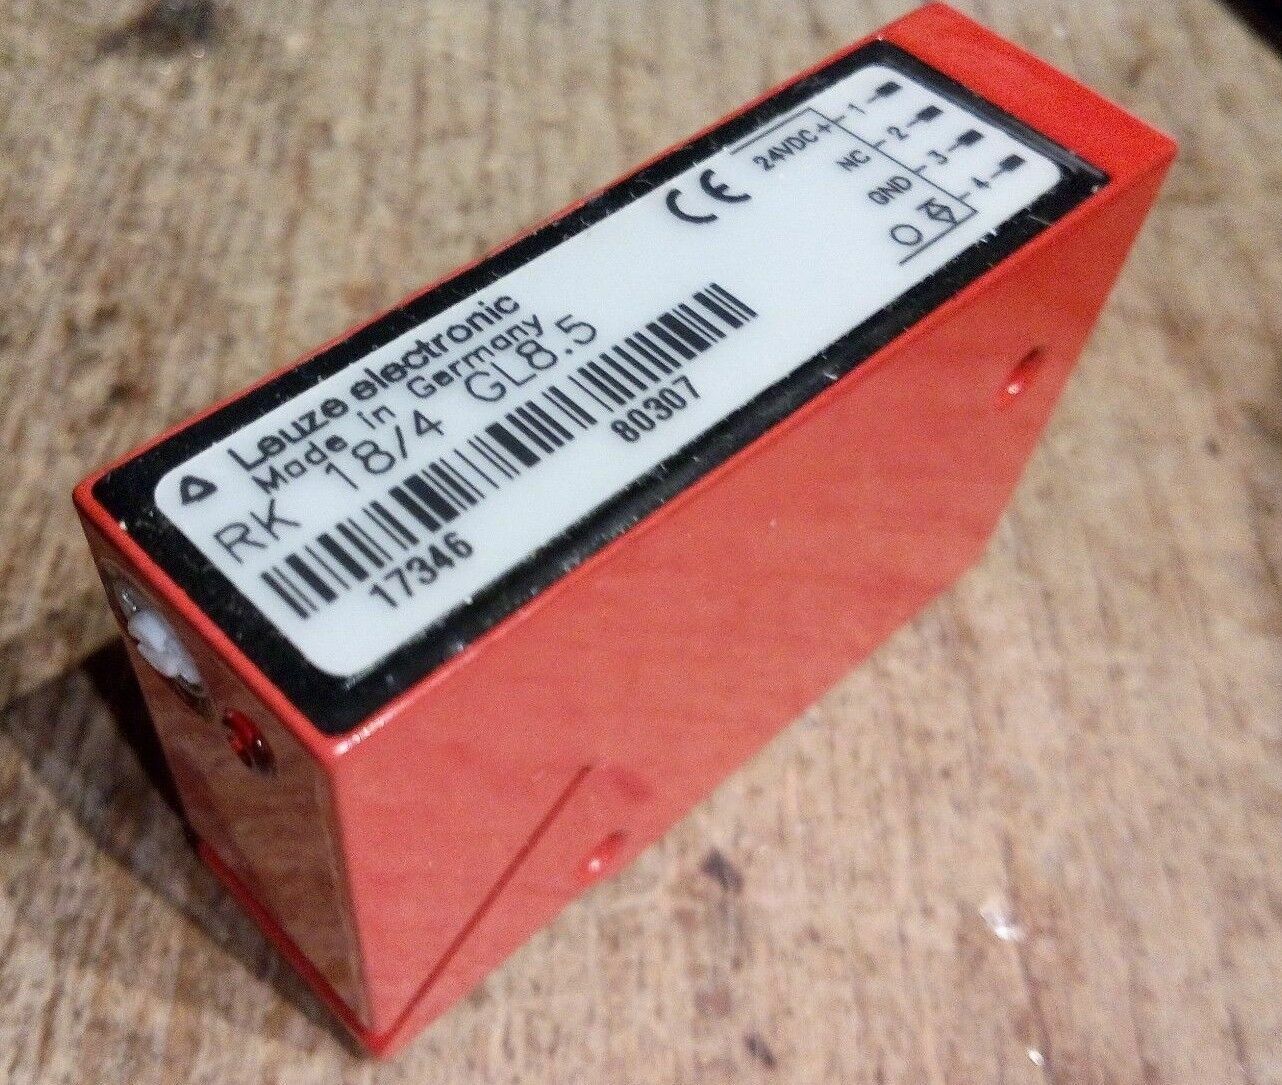 Leuze electronic
Made in Germany
RK 18/4 GL8.5
17346 80307
CE
24VDC+ 1
NC 2
GND 3
4